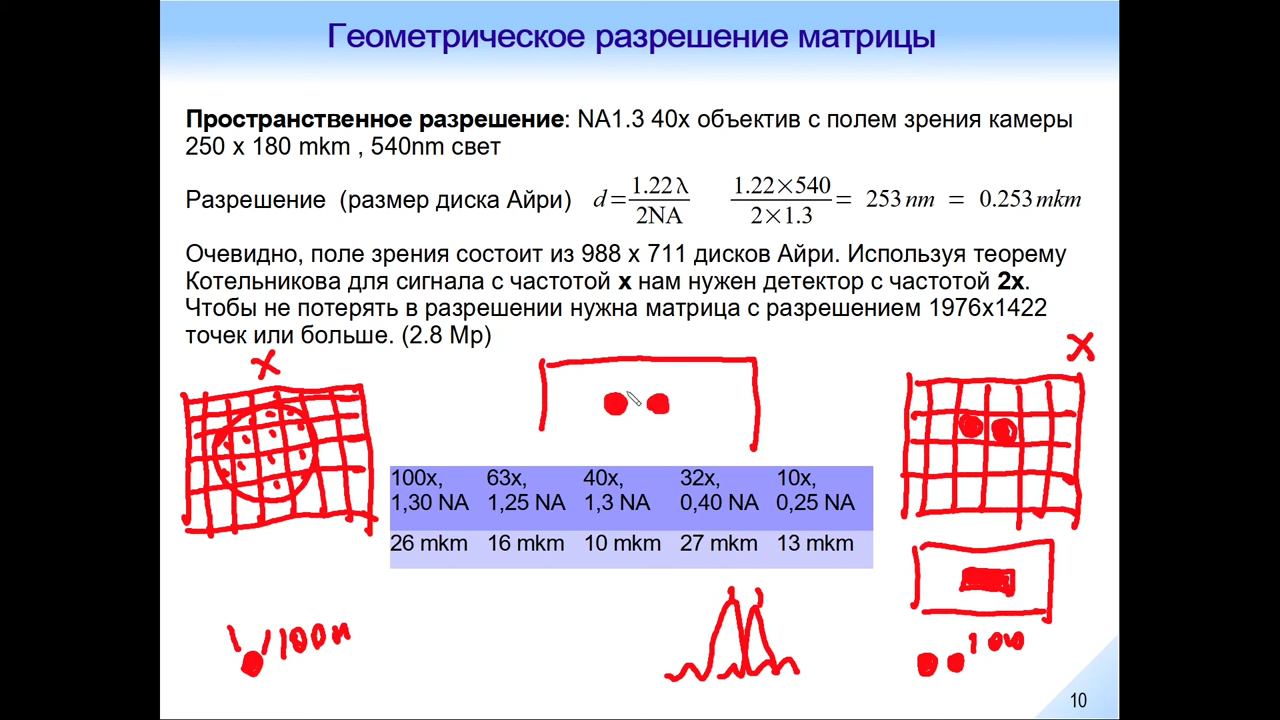 Геометрическое разрешение матрицы
Пространственное разрешение: NA1.3 40x объектив с полем зрения камеры
250 x 180 mkm , 540nm свет
Разрешение (размер диска Айри) d = 1.22λ / 2NA 1.22×540 / 2×1.3 = 253 nm = 0.253 mkm
Очевидно, поле зрения состоит из 988 x 711 дисков Айри. Используя теорему
Котельникова для сигнала с частотой x нам нужен детектор с частотой 2x.
Чтобы не потерять в разрешении нужна матрица с разрешением 1976x1422
точек или больше. (2.8 Mp)
X
X
100x, 63x, 40x, 32x, 10x,
1,30 NA 1,25 NA 1,3 NA 0,40 NA 0,25 NA
26 mkm 16 mkm 10 mkm 27 mkm 13 mkm
100н
100
10